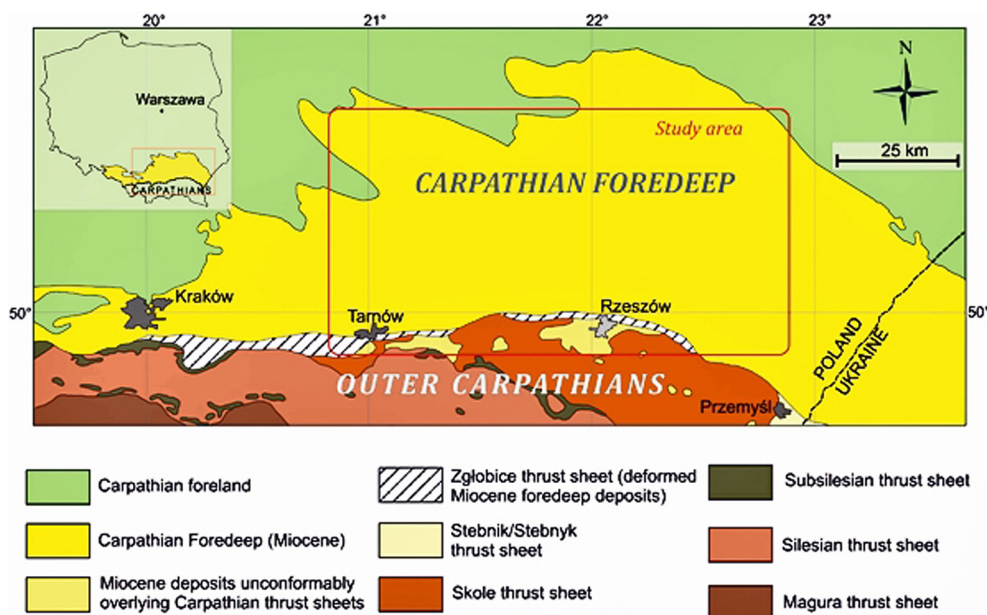 20°
21°
22°
23°
Warszawa
CARPATHIANS
N
Study area
25 km
CARPATHIAN FOREDEEP
Kraków
50°
Tarnów
Rzeszów
50°
POLAND
UKRAINE
OUTER CARPATHIANS
Przemyśl
Carpathian foreland
Carpathian Foredeep (Miocene)
Miocene deposits unconformably
overlying Carpathian thrust sheets
Zgłobice thrust sheet (deformed
Miocene foredeep deposits)
Stebnik/Stebnyk
thrust sheet
Skole thrust sheet
Subsilesian thrust sheet
Silesian thrust sheet
Magura thrust sheet